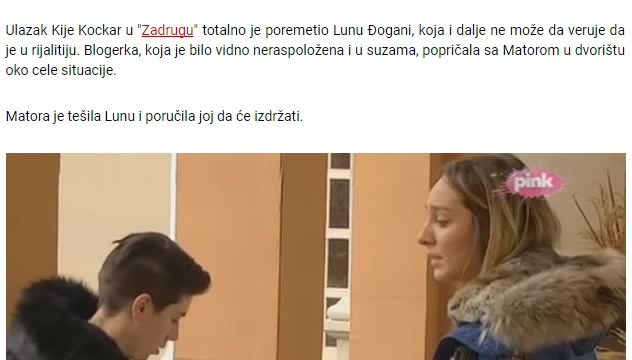 Ulazak Kije Kockar u "Zadrugu" totalno je poremetio Lunu Đogani, koja i dalje ne može da veruje da
je u rijalitiju. Blogerka, koja je bilo vidno neraspoložena i u suzama, popričala sa Matorom u dvorištu
oko cele situacije.
Matora je tešila Lunu i poručila joj da će izdržati.
pink